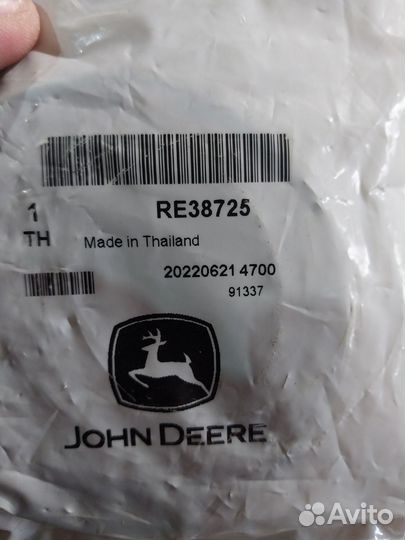 1 RE38725
TH Made in Thailand
20220621 4700
91337
JOHN DEERE
Avito